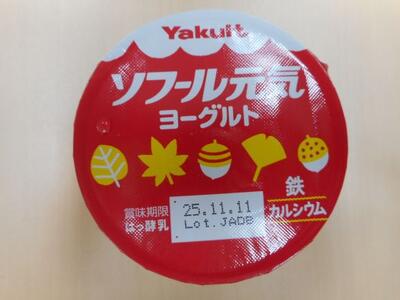 Yakult
ソフール元気
ヨーグルト
鉄
カルシウム
賞味期限
はっ酵乳
25.11.11
Lot.JADB